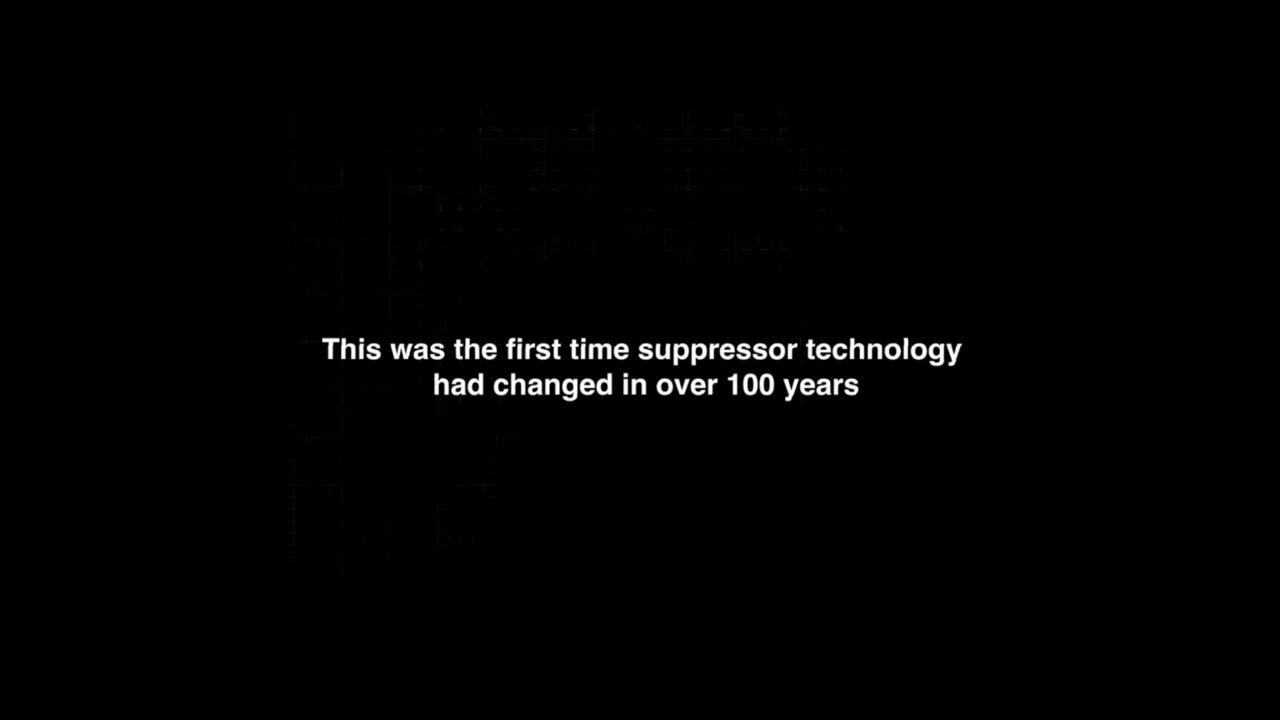 This was the first time suppressor technology
had changed in over 100 years